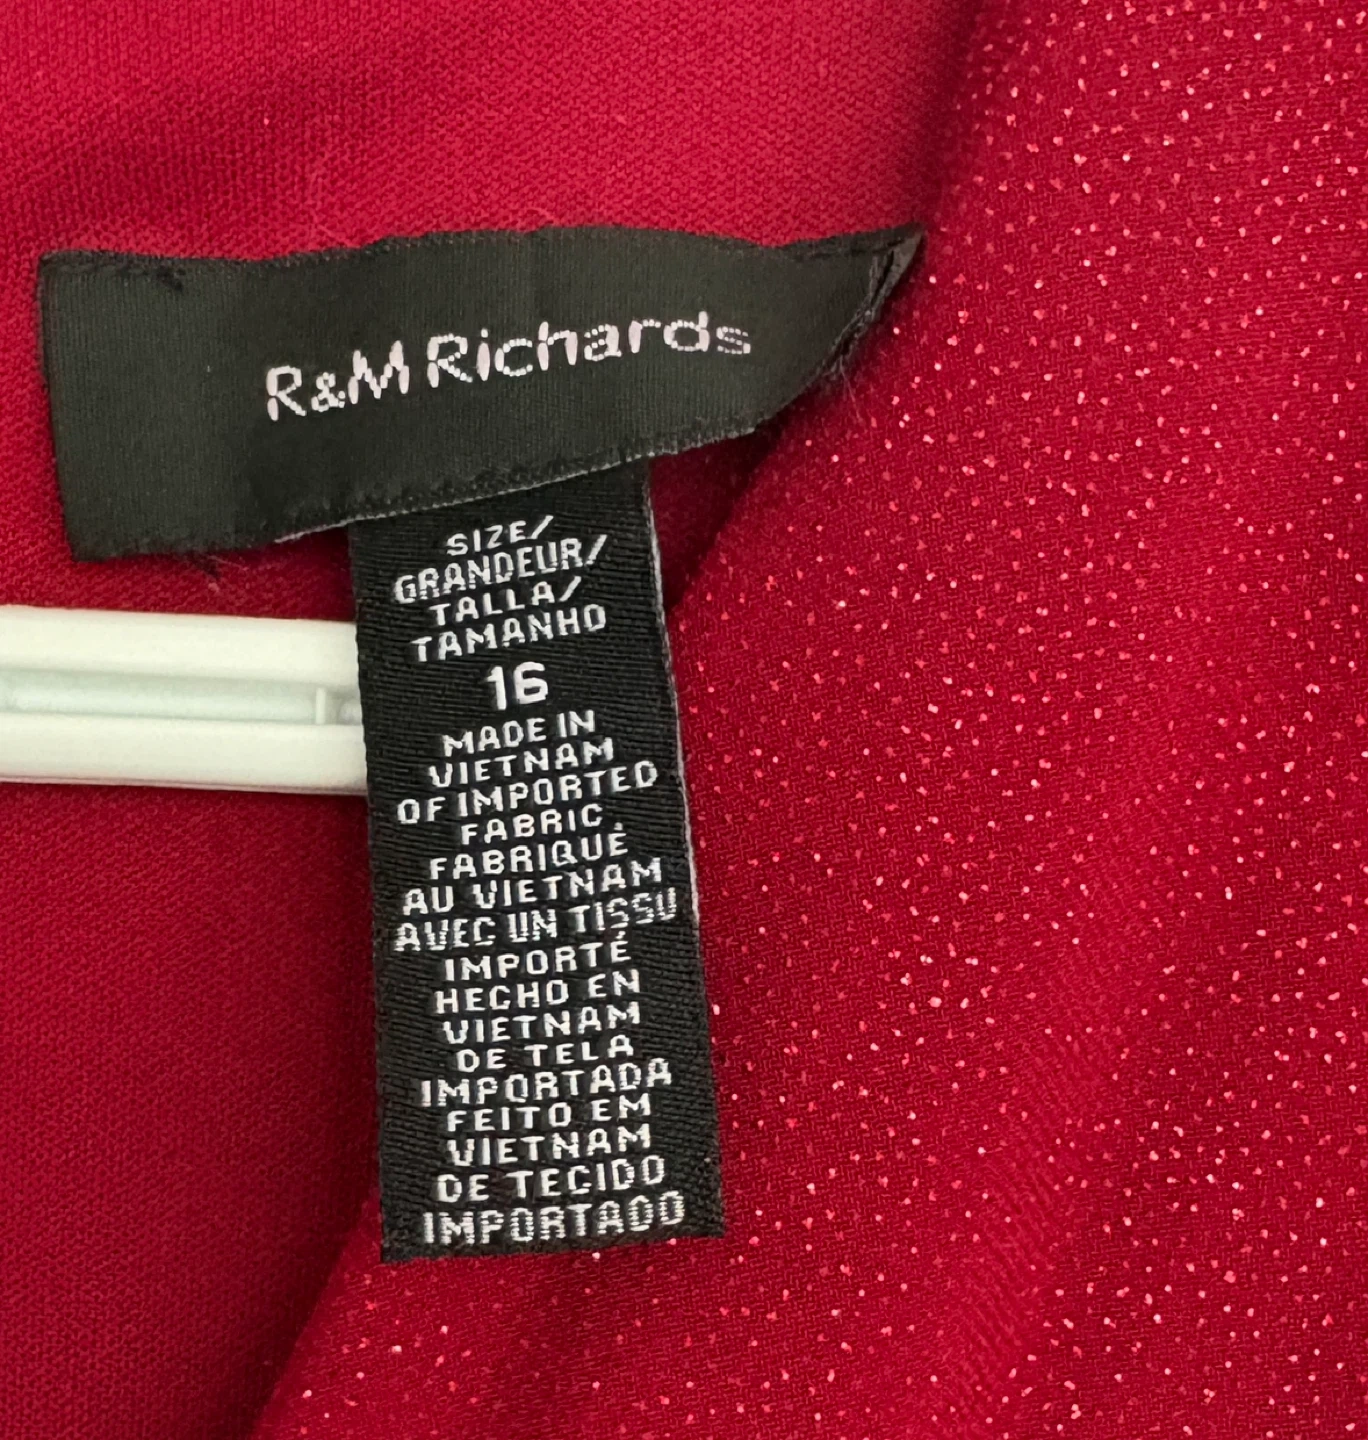 R&M Richards
SIZE/
GRANDEUR/
TALLA/
TAMANHO
16
MADE IN
VIETNAM
OF IMPORTED
FABRIC.
FABRIQUÉ
AU VIETNAM
AVEC UN TISSU
IMPORTÉ
HECHO EN
VIETNAM
DE TELA
IMPORTADA
FEITO EM
VIETNAM
DE TECIDO
IMPORTADO